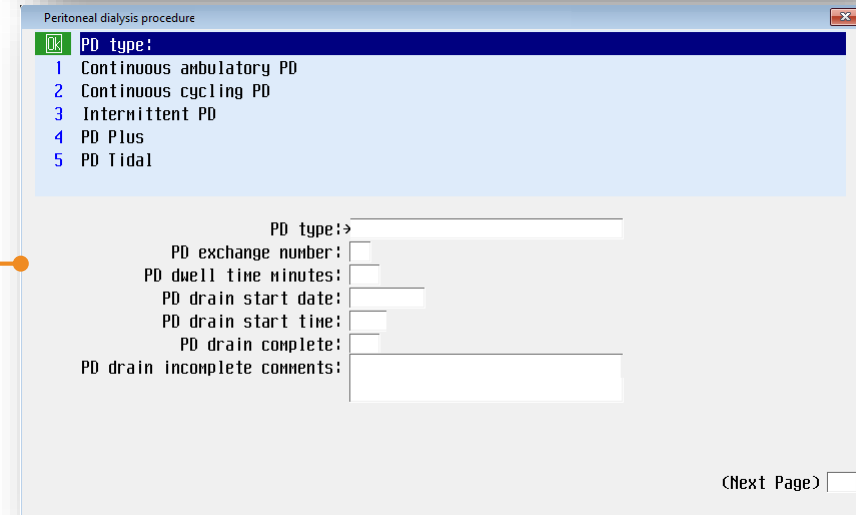 Peritoneal dialysis procedure
Ok PD type:
1 Continuous ambulatory PD
2 Continuous cycling PD
3 Intermittent PD
4 PD Plus
5 PD Tidal
PD type:>
PD exchange number:
PD dwell time minutes:
PD drain start date:
PD drain start time:
PD drain complete:
PD drain incomplete comments:
(Next Page)